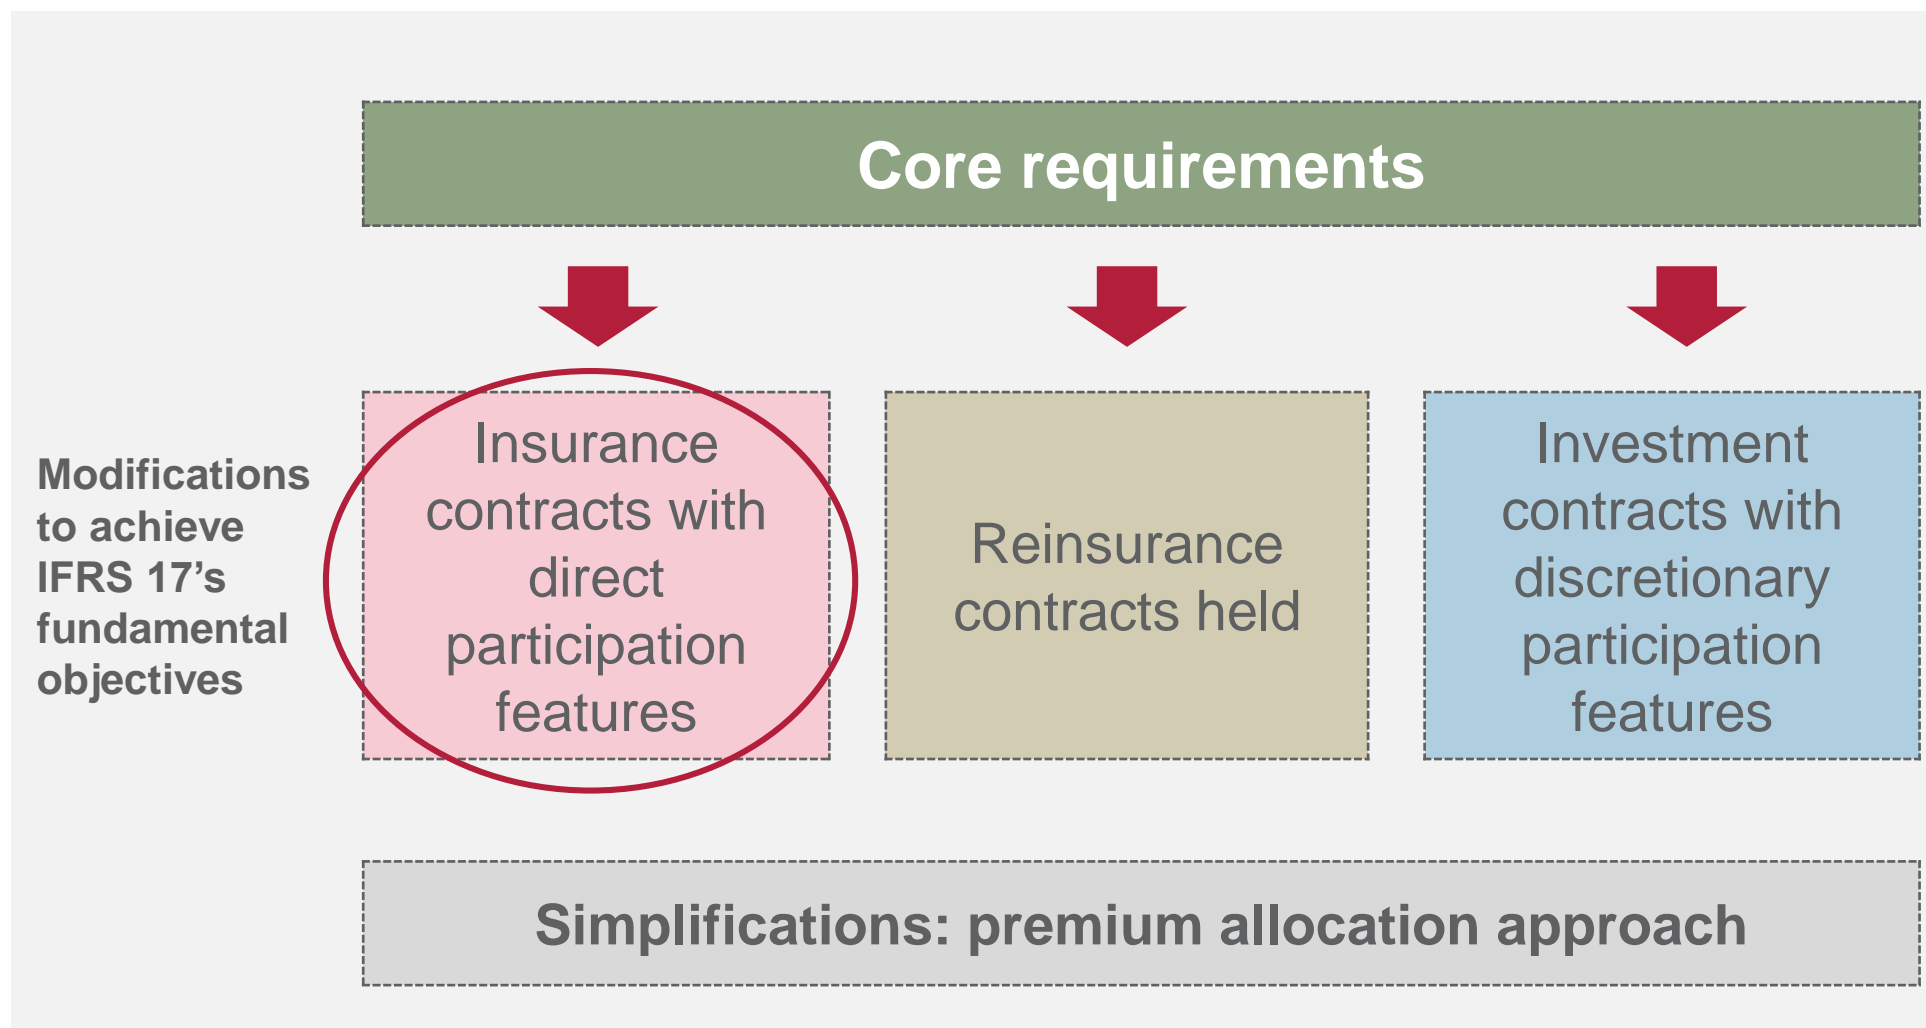 Core requirements
Modifications
to achieve
IFRS 17’s
fundamental
objectives
Insurance
contracts with
direct
participation
features
Reinsurance
contracts held
Investment
contracts with
discretionary
participation
features
Simplifications: premium allocation approach